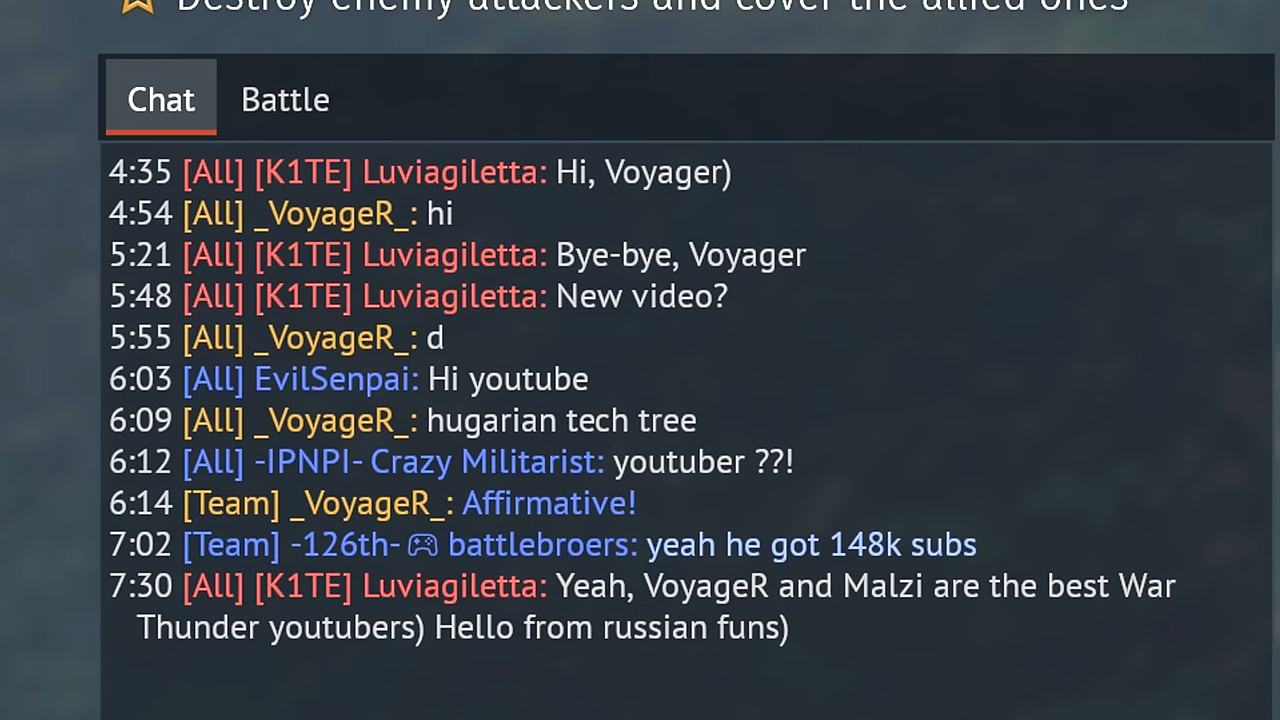 Destroy enemy attackers and cover the allied ones
Chat Battle
4:35 [All] [K1TE] Luviagiletta: Hi, Voyager)
4:54 [All] _VoyageR_: hi
5:21 [All] [K1TE] Luviagiletta: Bye-bye, Voyager
5:48 [All] [K1TE] Luviagiletta: New video?
5:55 [All] _VoyageR_: d
6:03 [All] EvilSenpai: Hi youtube
6:09 [All] _VoyageR_: hugarian tech tree
6:12 [All] -IPNPI- Crazy Militarist: youtuber ??!
6:14 [Team] _VoyageR_: Affirmative!
7:02 [Team] -126th- battlebroers: yeah he got 148k subs
7:30 [All] [K1TE] Luviagiletta: Yeah, VoyageR and Malzi are the best War
Thunder youtubers) Hello from russian funs)